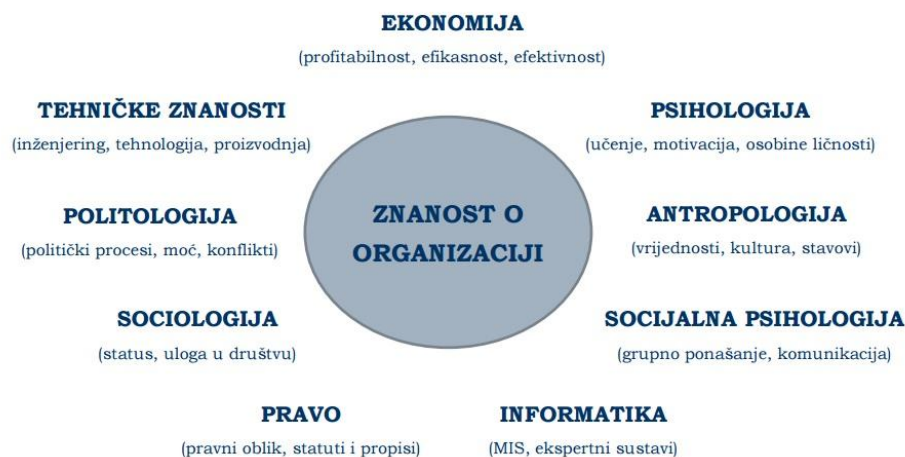 EKONOMIJA
(profitabilnost, efikasnost, efektivnost)
TEHNIČKE ZNANOSTI
(inženjering, tehnologija, proizvodnja)
PSIHOLOGIJA
(učenje, motivacija, osobine ličnosti)
ZNANOST O
ORGANIZACIJI
POLITOLOGIJA
(politički procesi, moć, konflikti)
ANTROPOLOGIJA
(vrijednosti, kultura, stavovi)
SOCIOLOGIJA
(status, uloga u društvu)
SOCIJALNA PSIHOLOGIJA
(grupno ponašanje, komunikacija)
PRAVO
(pravni oblik, statuti i propisi)
INFORMATIKA
(MIS, ekspertni sustavi)